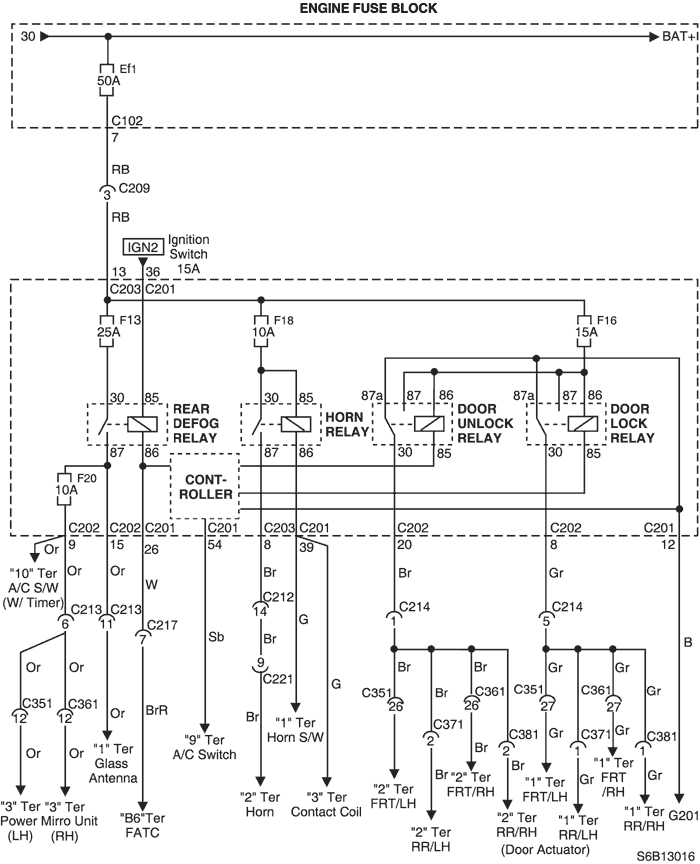 ENGINE FUSE BLOCK
30 BAT+
Ef1
50A
C102
7
RB
C209
3
RB
IGN2 Ignition
Switch
15A
13 36
C203 C201
F13 F18 F16
25A 10A 15A
30 85 30 85 87a 87 86 87a 87 86
REAR
DEFOG
RELAY
HORN
RELAY
DOOR
UNLOCK
RELAY
DOOR
LOCK
RELAY
87 86 87 86 30 85 30 85
F20
10A
CONT-
ROLLER
C202 C202 C201 C201 C203 C201 C202 C202 C201
9 15 26 54 8 39 20 8 12
Or
"10" Ter
A/C S/W
(W/ Timer)
Or Or W Br Br Gr
C213 C213 C217 C212 C214 C214
6 11 7 14 1 5
Sb Br G B
9
C221
Or Or Br Br Br Gr Gr Gr Gr
C351 C361 C351 C361 C351 C361
12 12 26 26 27 27
Or BrR Br G
C371 C381 C371 C381
2 2 1 1
Or Or Br Br Br Gr Gr Gr Gr
"1" Ter
Glass
Antenna
"9" Ter
A/C Switch
"1" Ter
Horn S/W
"3" Ter
Power
(LH)
"3" Ter
Mirro Unit
(RH)
"B6"Ter
FATC
"2" Ter
Horn
"3" Ter
Contact Coil
"2" Ter
FRT/LH
"2" Ter
RR/LH
"2" Ter
FRT/RH
"2" Ter
RR/RH
(Door Actuator)
"1" Ter
FRT/LH
"1" Ter
RR/LH
"1" Ter
FRT
/RH
"1" Ter
RR/RH
G201
S6B13016